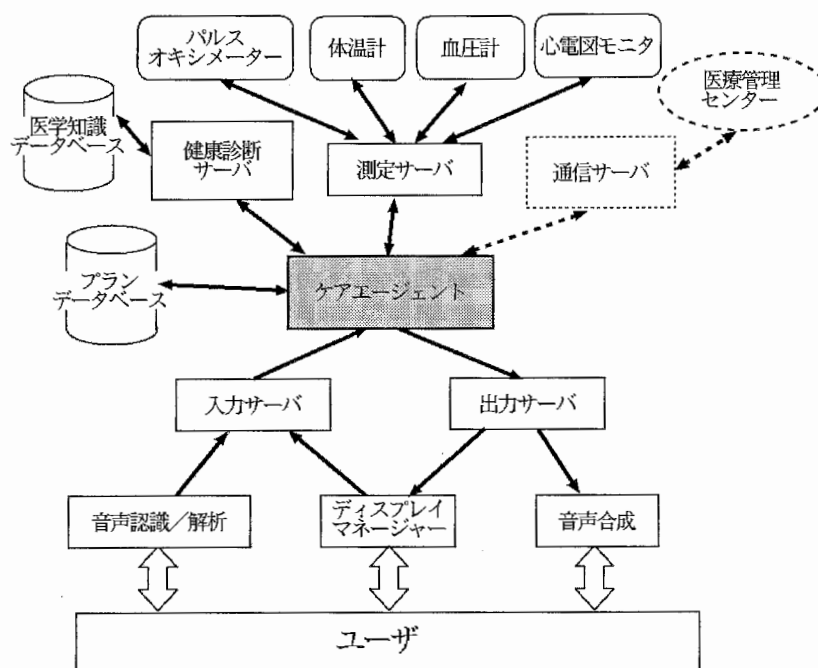 パルス
オキシメーター
体温計
血圧計
心電図モニタ
医療管理
センター
医学知識
データベース
健康診断
サーバ
測定サーバ
通信サーバ
プラン
データベース
ケアエージェント
入力サーバ
出力サーバ
音声認識／解析
ディスプレイ
マネージャー
音声合成
ユーザ